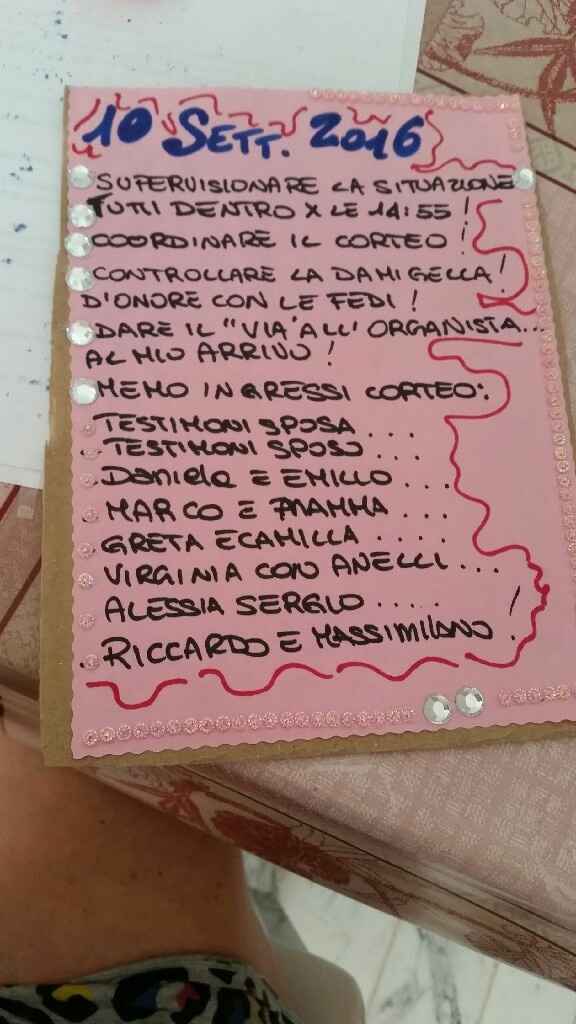 10 SETT. 2016
SUPERVISIONARE LA SITUAZIONE
TUTTI DENTRO X LE 14:55!
COORDINARE IL CORTEO!
CONTROLLARE LA DAMIGELLA!
D'ONORE CON LE FEDI!
DARE IL "VIA" ALL'ORGANISTA...
AL MIO ARRIVO!
MEMO INGRESSI CORTEO:
TESTIMONI SPOSA...
TESTIMONI SPOSO...
Daniela E EMILIO...
MARCO E MAMMA...
GRETA E CAMILLA....
VIRGINIA CON ANELLI...
ALESSIA SERGIO.....
RICCARDO E MASSIMILANO!